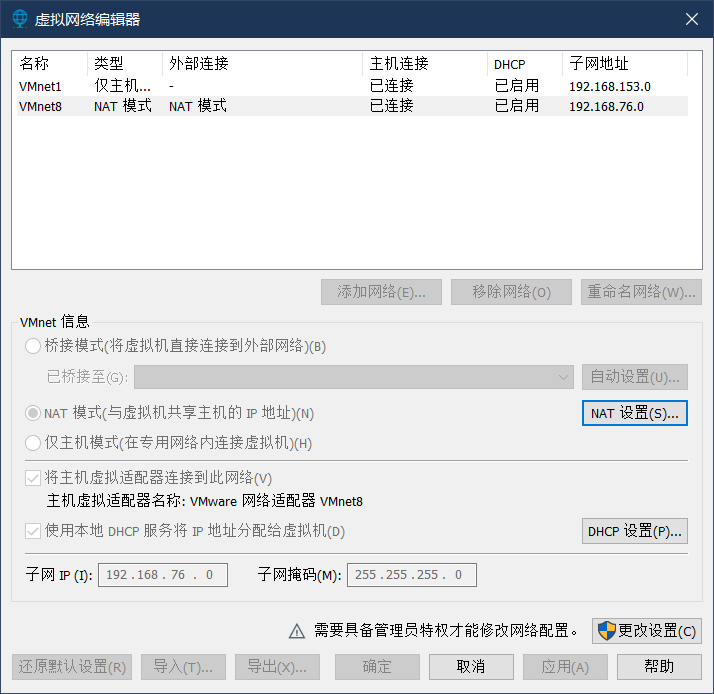 虚拟网络编辑器
名称 类型 外部连接 主机连接 DHCP 子网地址
VMnet1 仅主机... - 已连接 已启用 192.168.153.0
VMnet8 NAT 模式 NAT 模式 已连接 已启用 192.168.76.0
添加网络(E)... 移除网络(O) 重命名网络(W)...
VMnet 信息
桥接模式(将虚拟机直接连接到外部网络)(B)
已桥接至(G): 自动设置(U)...
NAT 模式(与虚拟机共享主机的 IP 地址)(N) NAT 设置(S)...
仅主机模式(在专用网络内连接虚拟机)(H)
将主机虚拟适配器连接到此网络(V)
主机虚拟适配器名称: VMware 网络适配器 VMnet8
使用本地 DHCP 服务将 IP 地址分配给虚拟机(D) DHCP 设置(P)...
子网 IP (I): 192.168.76.0 子网掩码(M): 255.255.255.0
需要具备管理员特权才能修改网络配置。 更改设置(C)
还原默认设置(R) 导入(T)... 导出(X)... 确定 取消 应用(A) 帮助